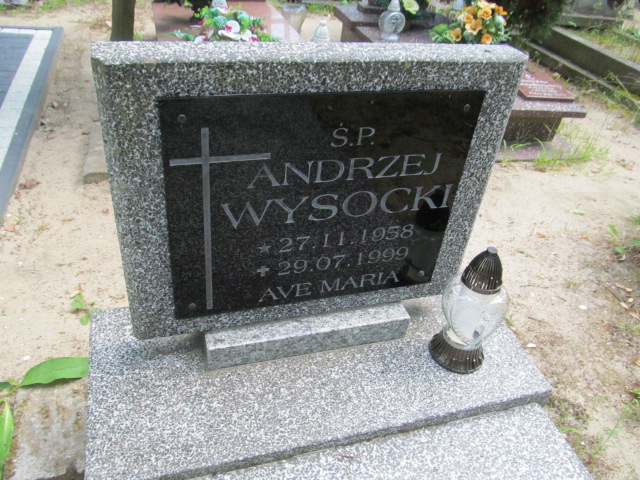 Ś.P.
ANDRZEJ
WYSOCKI
* 27.11.1958
✝ 29.07.1999
AVE MARIA